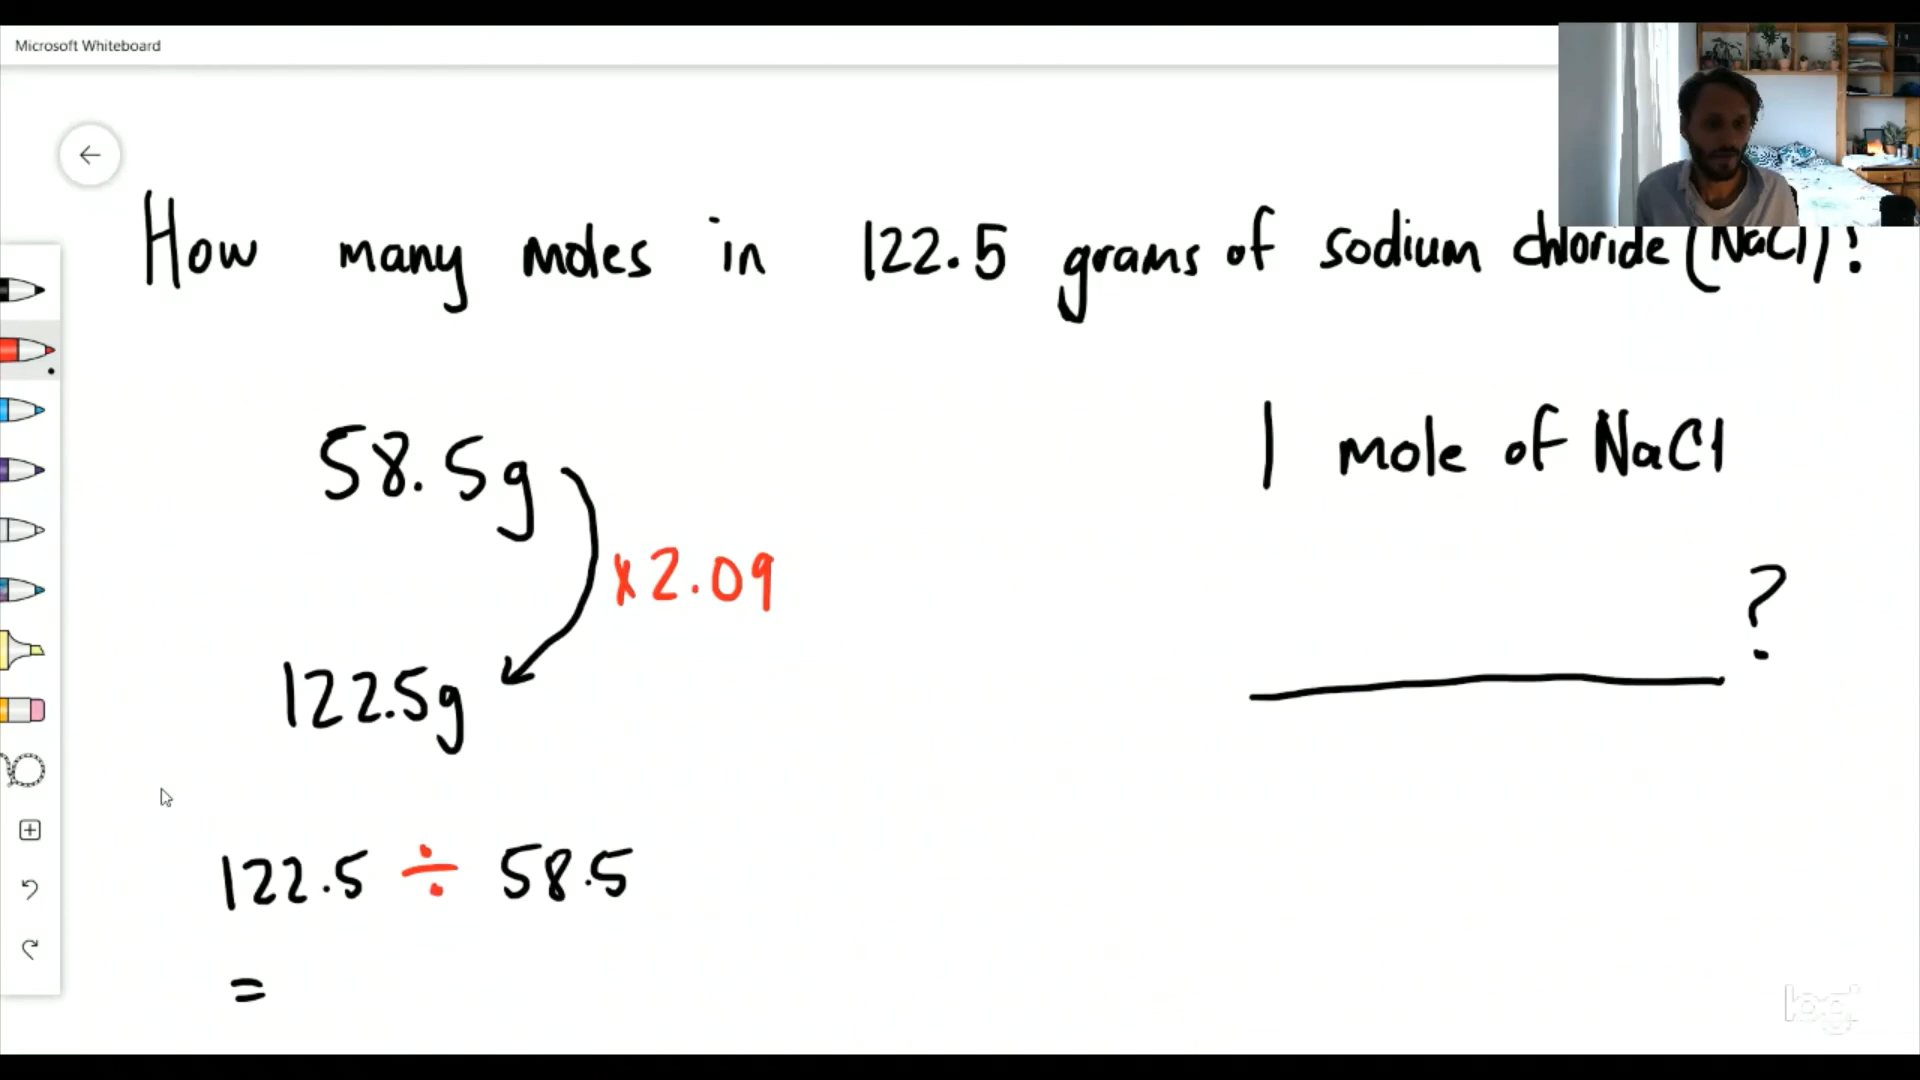 Microsoft Whiteboard
How many moles in 122.5 grams of sodium chloride (NaCl)?
58.5g
1 mole of NaCl
x2.09
?
122.5g
122.5 ÷ 58.5
=
logi